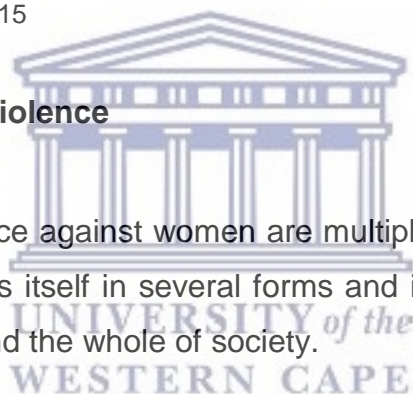 15
iolence
ce against women are multipl
s itself in several forms and i
UNIVERSITY of the
nd the whole of society.
WESTERN CAPE